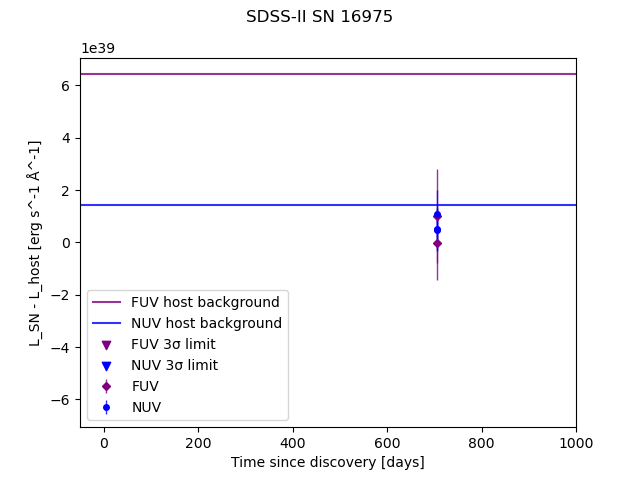 SDSS-II SN 16975
1e39
6
4
2
0
−2
−4
−6
L_SN - L_host [erg s^-1 Å^-1]
FUV host background
NUV host background
FUV 3σ limit
NUV 3σ limit
FUV
NUV
0 200 400 600 800 1000
Time since discovery [days]